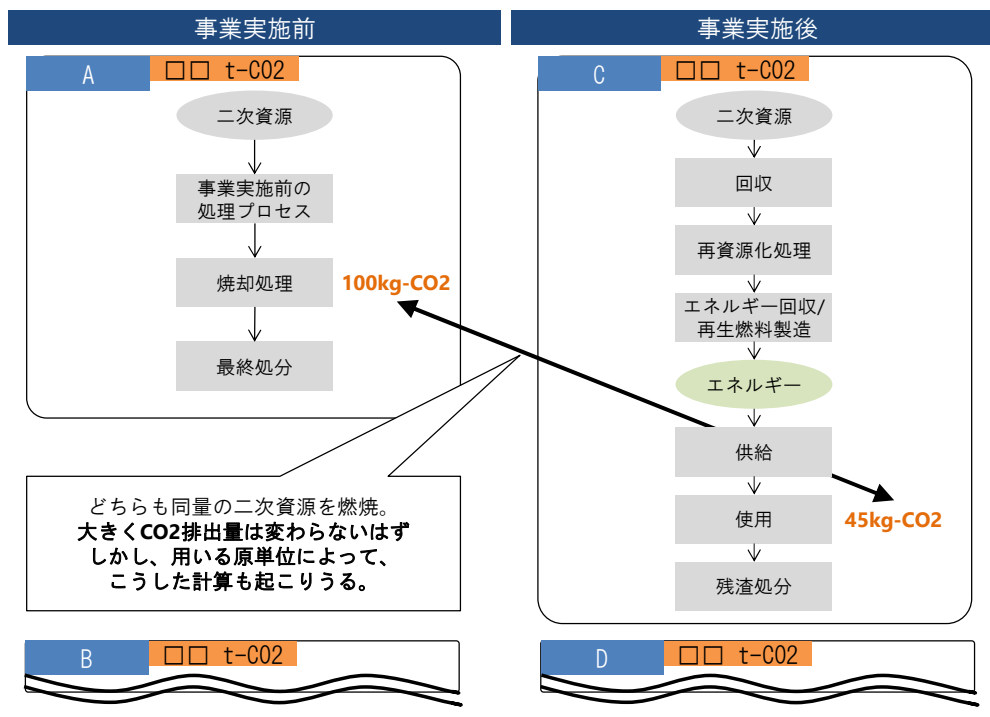 事業実施前
A
□□ t-CO2
二次資源
事業実施前の
処理プロセス
焼却処理
100kg-CO2
最終処分
どちらも同量の二次資源を燃焼。
大きくCO2排出量は変わらないはず
しかし、用いる原単位によって、
こうした計算も起こりうる。
B
□□ t-CO2
事業実施後
C
□□ t-CO2
二次資源
回収
再資源化処理
エネルギー回収/
再生燃料製造
エネルギー
供給
使用
45kg-CO2
残渣処分
D
□□ t-CO2